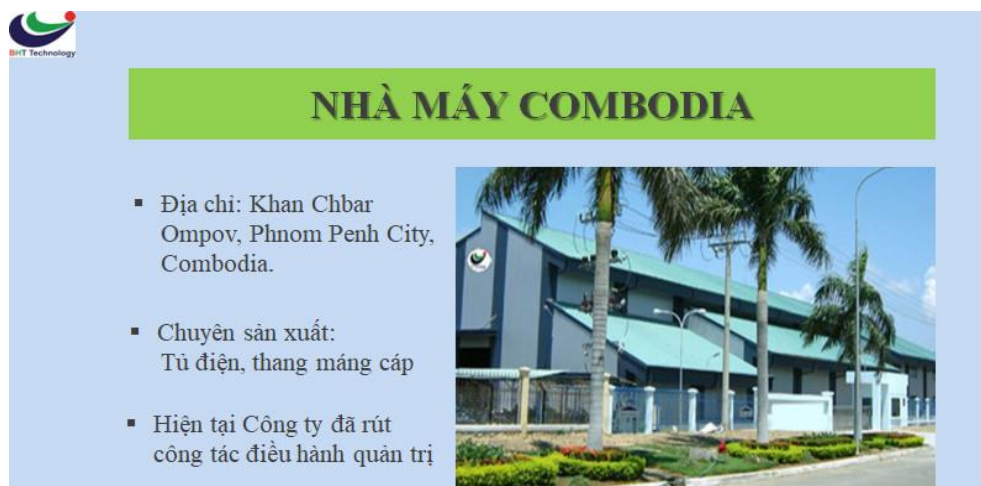 BHT Technology
NHÀ MÁY COMBODIA
▪ Địa chỉ: Khan Chbar
Ompov, Phnom Penh City,
Combodia.
▪ Chuyên sản xuất:
Tủ điện, thang máng cáp
▪ Hiện tại Công ty đã rút
công tác điều hành quản trị